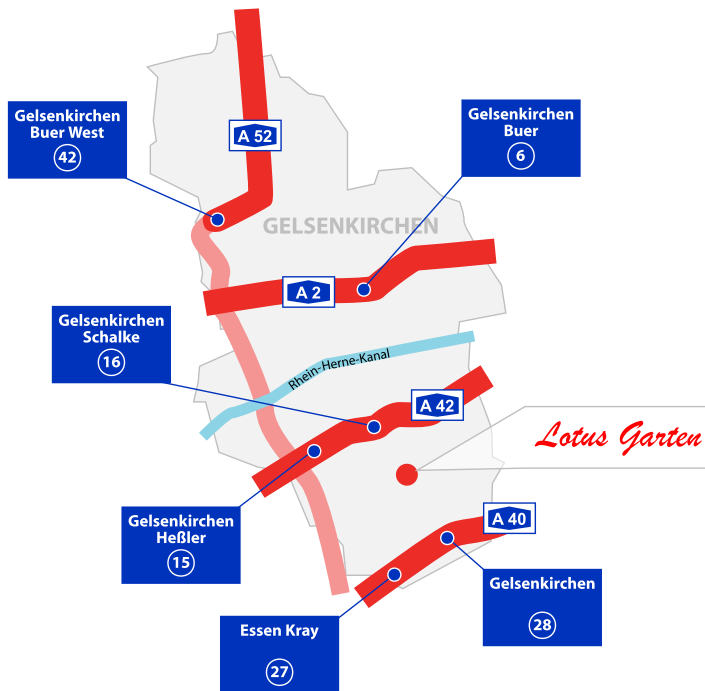 Gelsenkirchen
Buer West
42
A 52
Gelsenkirchen
Buer
6
GELSENKIRCHEN
A 2
Gelsenkirchen
Schalke
16
Rhein-Herne-Kanal
A 42
Lotus Garten
Gelsenkirchen
Heßler
15
A 40
Gelsenkirchen
28
Essen Kray
27